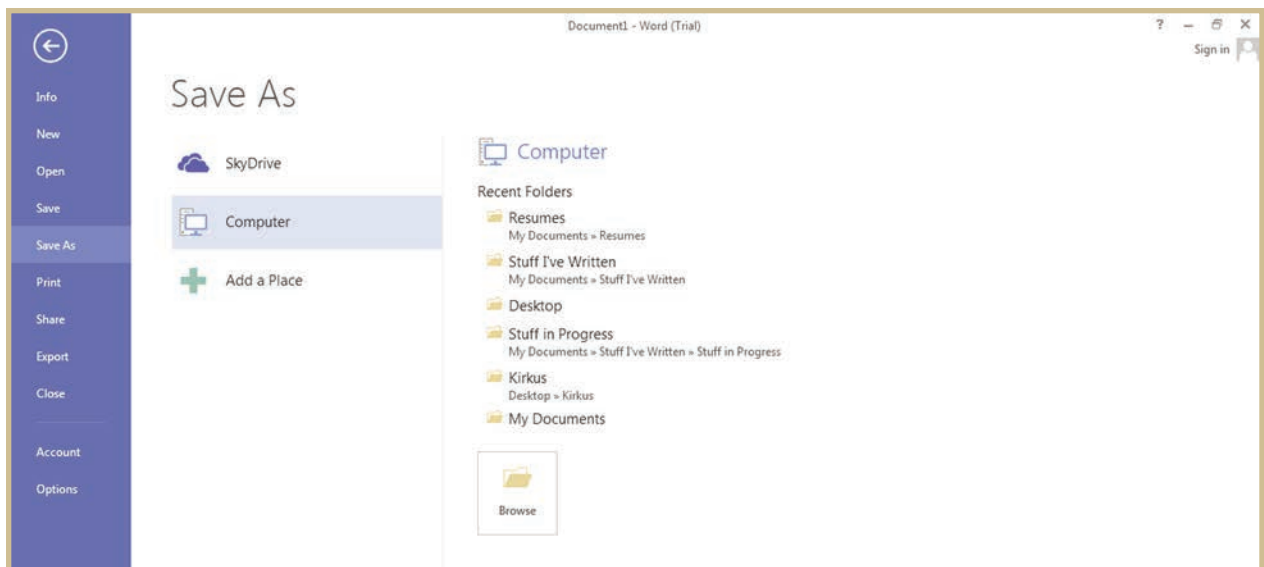 Document1 - Word (Trial)
?
Sign in
Info
New
Open
Save
Save As
Print
Share
Export
Close
Account
Options
Save As
SkyDrive
Computer
Add a Place
Computer
Recent Folders
Resumes
My Documents » Resumes
Stuff I've Written
My Documents » Stuff I've Written
Desktop
Stuff in Progress
My Documents » Stuff I've Written » Stuff in Progress
Kirkus
Desktop » Kirkus
My Documents
Browse